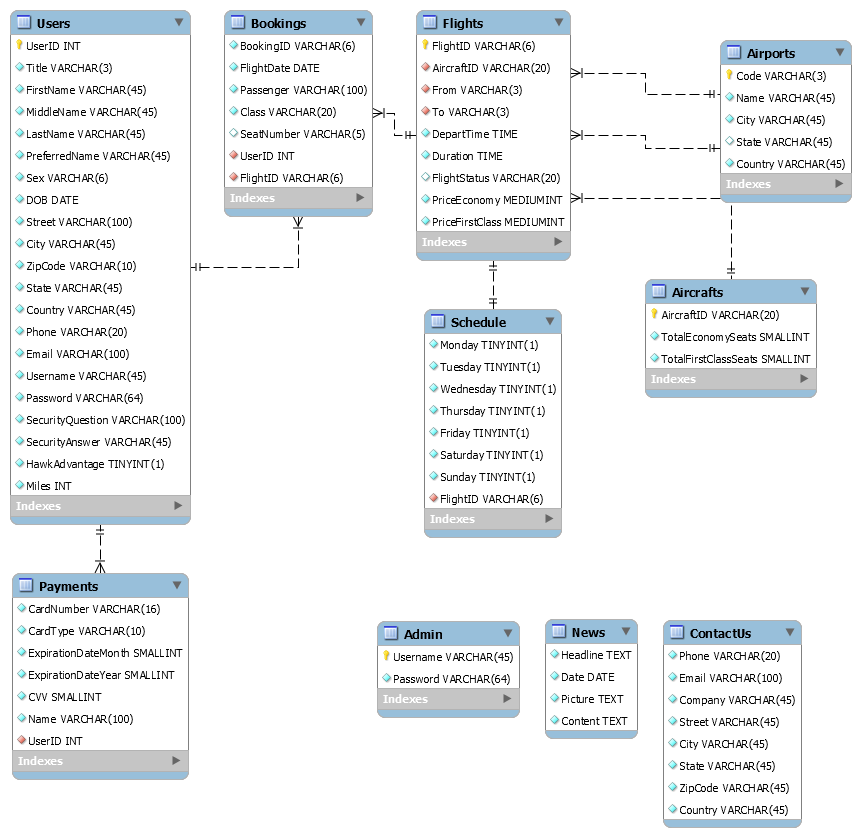 Users
UserID INT
Title VARCHAR(3)
FirstName VARCHAR(45)
MiddleName VARCHAR(45)
LastName VARCHAR(45)
PreferredName VARCHAR(45)
Sex VARCHAR(6)
DOB DATE
Street VARCHAR(100)
City VARCHAR(45)
ZipCode VARCHAR(10)
State VARCHAR(45)
Country VARCHAR(45)
Phone VARCHAR(20)
Email VARCHAR(100)
Username VARCHAR(45)
Password VARCHAR(64)
SecurityQuestion VARCHAR(100)
SecurityAnswer VARCHAR(45)
HawkAdvantage TINYINT(1)
Miles INT
Indexes
Bookings
BookingID VARCHAR(6)
FlightDate DATE
Passenger VARCHAR(100)
Class VARCHAR(20)
SeatNumber VARCHAR(5)
UserID INT
FlightID VARCHAR(6)
Indexes
Flights
FlightID VARCHAR(6)
AircraftID VARCHAR(20)
From VARCHAR(3)
To VARCHAR(3)
DepartTime TIME
Duration TIME
FlightStatus VARCHAR(20)
PriceEconomy MEDIUMINT
PriceFirstClass MEDIUMINT
Indexes
Airports
Code VARCHAR(3)
Name VARCHAR(45)
City VARCHAR(45)
State VARCHAR(45)
Country VARCHAR(45)
Indexes
Schedule
Monday TINYINT(1)
Tuesday TINYINT(1)
Wednesday TINYINT(1)
Thursday TINYINT(1)
Friday TINYINT(1)
Saturday TINYINT(1)
Sunday TINYINT(1)
FlightID VARCHAR(6)
Indexes
Aircrafts
AircraftID VARCHAR(20)
TotalEconomySeats SMALLINT
TotalFirstClassSeats SMALLINT
Indexes
Payments
CardNumber VARCHAR(16)
CardType VARCHAR(10)
ExpirationDateMonth SMALLINT
ExpirationDateYear SMALLINT
CVV SMALLINT
Name VARCHAR(100)
UserID INT
Indexes
Admin
Username VARCHAR(45)
Password VARCHAR(64)
Indexes
News
Headline TEXT
Date DATE
Picture TEXT
Content TEXT
ContactUs
Phone VARCHAR(20)
Email VARCHAR(100)
Company VARCHAR(45)
Street VARCHAR(45)
City VARCHAR(45)
State VARCHAR(45)
ZipCode VARCHAR(45)
Country VARCHAR(45)